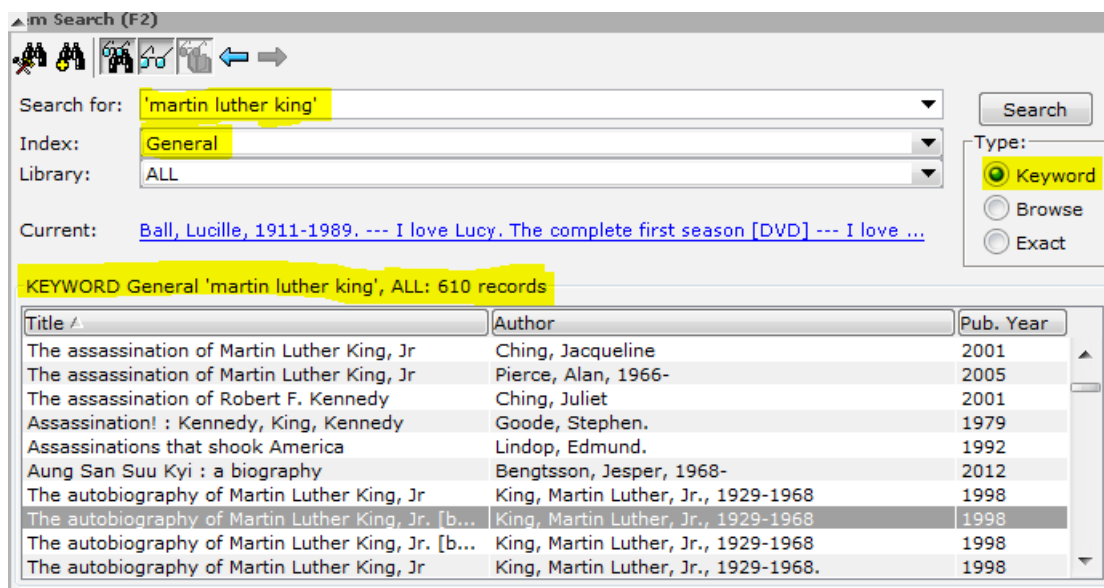 m Search (F2)
Search for: 'martin luther king' Search
Index: General Type:
Library: ALL Keyword
Browse
Current: Ball, Lucille, 1911-1989. --- I love Lucy. The complete first season [DVD] --- I love ...
Exact
KEYWORD General 'martin luther king', ALL: 610 records
Title Author Pub. Year
The assassination of Martin Luther King, Jr Ching, Jacqueline 2001
The assassination of Martin Luther King, Jr Pierce, Alan, 1966- 2005
The assassination of Robert F. Kennedy Ching, Juliet 2001
Assassination! : Kennedy, King, Kennedy Goode, Stephen. 1979
Assassinations that shook America Lindop, Edmund. 1992
Aung San Suu Kyi : a biography Bengtsson, Jesper, 1968- 2012
The autobiography of Martin Luther King, Jr King, Martin Luther, Jr., 1929-1968 1998
The autobiography of Martin Luther King, Jr. [b... King, Martin Luther, Jr., 1929-1968 1998
The autobiography of Martin Luther King, Jr. [b... King, Martin Luther, Jr., 1929-1968 1998
The autobiography of Martin Luther King, Jr King, Martin Luther, Jr., 1929-1968. 1998